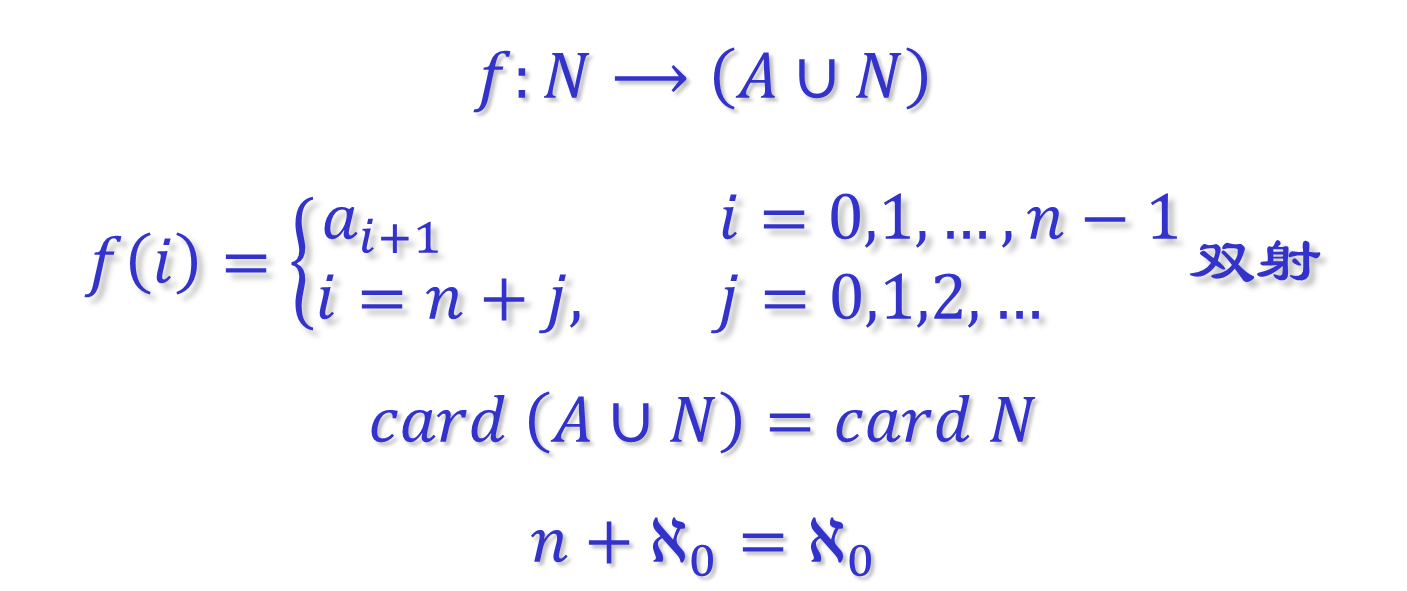 f: N ⟶ (A ∪ N)
f(i) = { a_{i+1} i = 0,1, … , n − 1
i = n + j, j = 0,1,2, … 双射
card (A ∪ N) = card N
n + ℵ₀ = ℵ₀